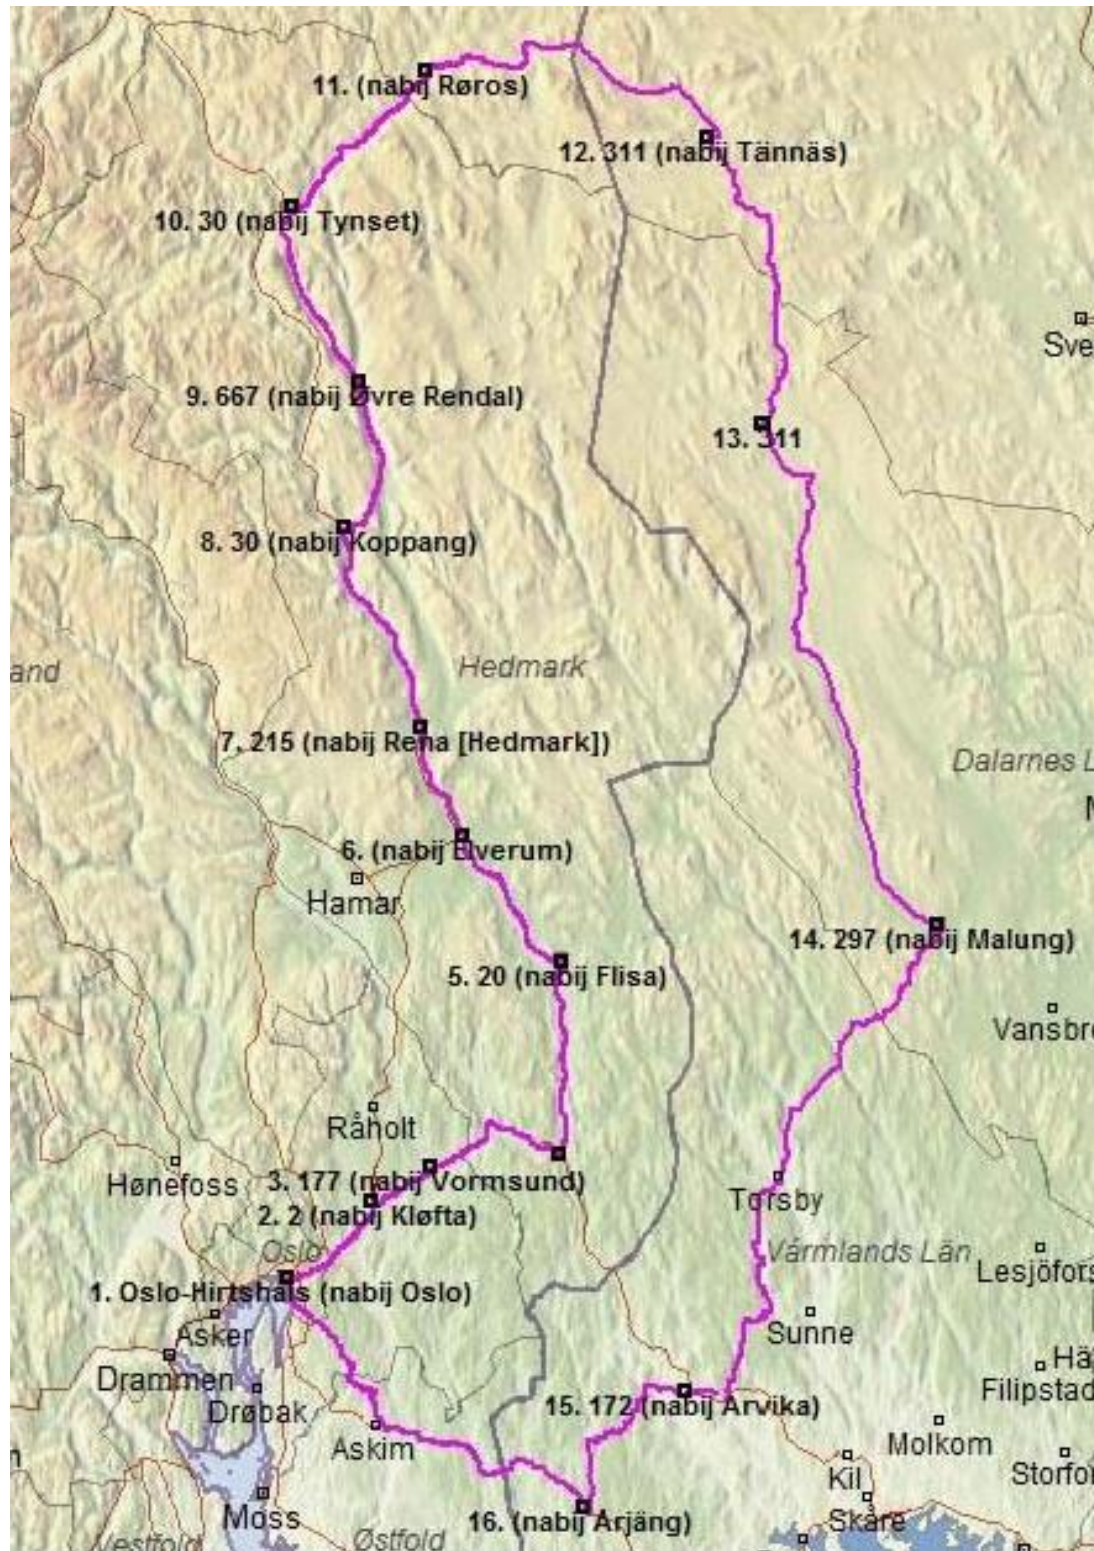 11. (nabij Røros)
12. 311 (nabij Tännäs)
10. 30 (nabij Tynset)
Sve
9. 667 (nabij Øvre Rendal)
13. 311
8. 30 (nabij Koppang)
and
Hedmark
7. 215 (nabij Rena [Hedmark])
Dalarnes L
M
6. (nabij Elverum)
Hamar
14. 297 (nabij Malung)
5. 20 (nabij Flisa)
Vansbro
Råholt
Hønefoss
3. 177 (nabij Vormsund)
Torsby
2. 2 (nabij Kløfta)
Oslo
Värmlands Län
Lesjöfors
1. Oslo-Hirtshals (nabij Oslo)
Asker
Sunne
Drammen
Hä
Filipstad
Drøbak
15. 172 (nabij Arvika)
Askim
Molkom
Kil
Storfor
Moss
16. (nabij Årjäng)
Skåre
Vestfold
Østfold